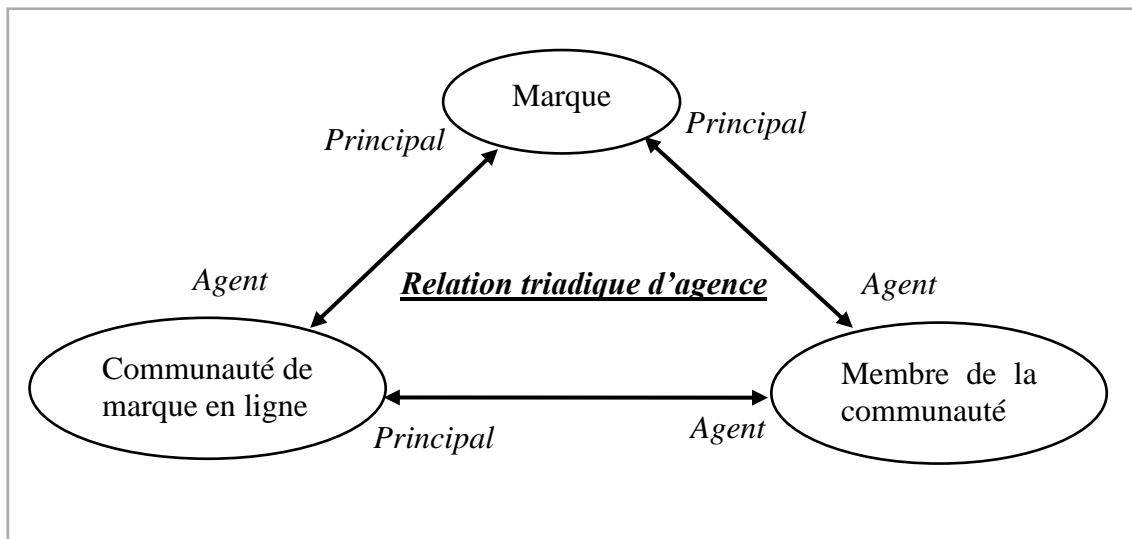 Marque
Principal
Principal
Agent
Relation triadique d’agence
Agent
Communauté de
marque en ligne
Membre de la
communauté
Principal
Agent